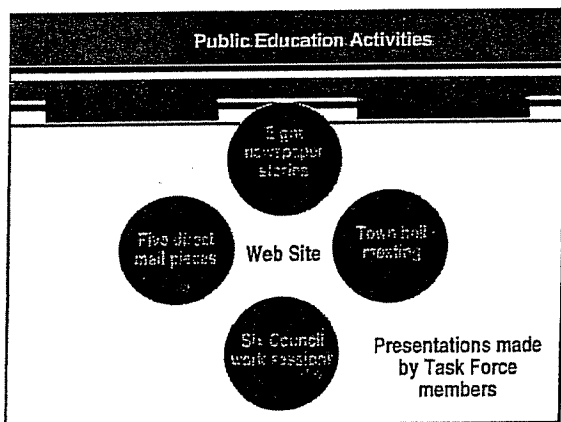 Public Education Activities
Eight
newspaper
stories
Five direct
mail pieces
Web Site
Town hall
meeting
Six Council
work sessions
Presentations made
by Task Force
members